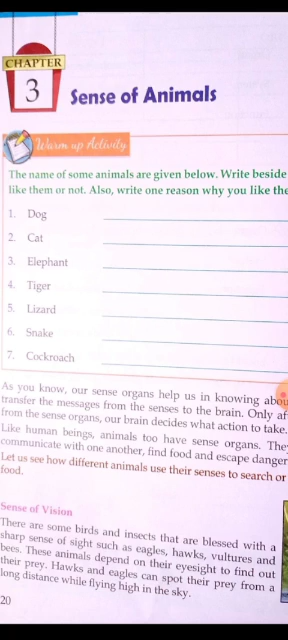 CHAPTER
3
Sense of Animals
Warm up Activity
The name of some animals are given below. Write beside
like them or not. Also, write one reason why you like the
1. Dog
2. Cat
3. Elephant
4. Tiger
5. Lizard
6. Snake
7. Cockroach
As you know, our sense organs help us in knowing abou
transfer the messages from the senses to the brain. Only af
from the sense organs, our brain decides what action to take.
Like human beings, animals too have sense organs. The
communicate with one another, find food and escape danger
Let us see how different animals use their senses to search or
food.
Sense of Vision
There are some birds and insects that are blessed with a
sharp sense of sight such as eagles, hawks, vultures and
bees. These animals depend on their eyesight to find out
their prey. Hawks and eagles can spot their prey from a
long distance while flying high in the sky.
20